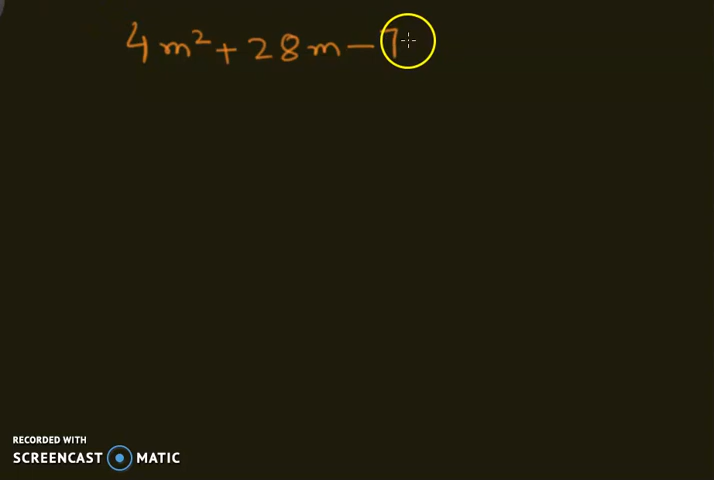 4m² + 28m - 7
RECORDED WITH
SCREENCAST MATIC